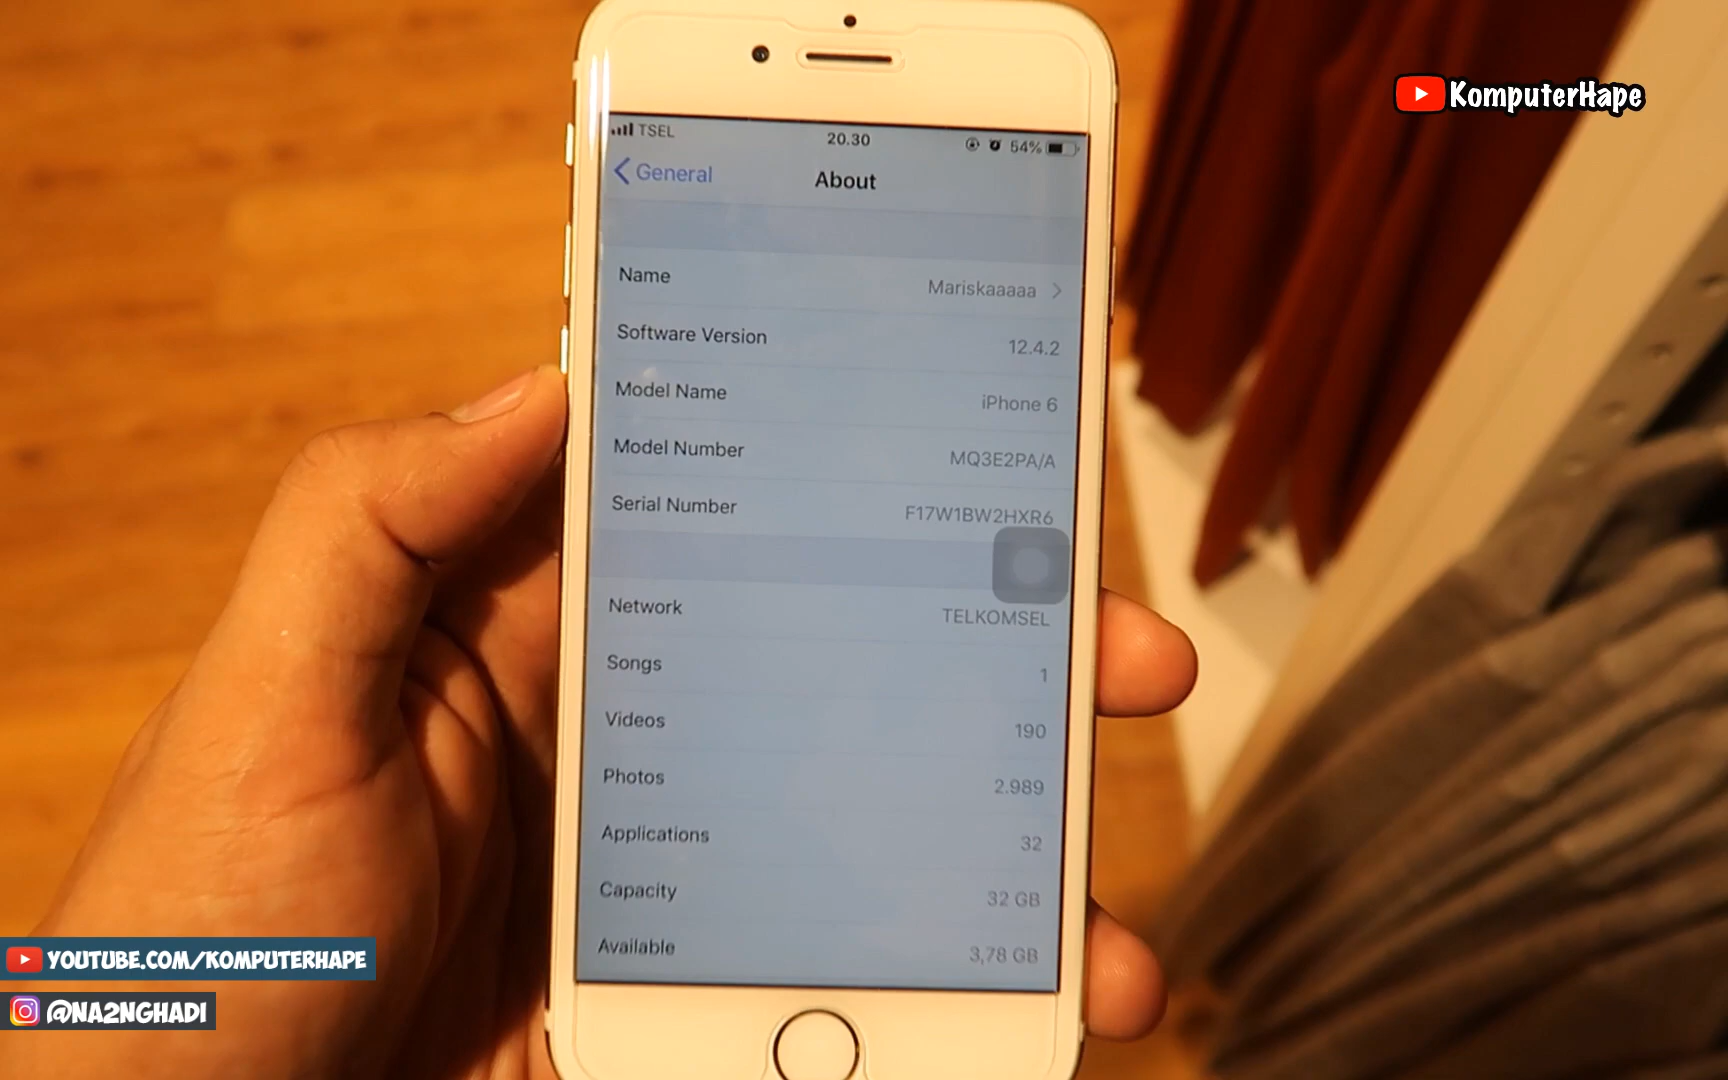 KomputerHape
TSEL 20.30 54%
General About
Name Mariskaaaaa
Software Version 12.4.2
Model Name iPhone 6
Model Number MQ3E2PA/A
Serial Number F17W1BW2HXR6
Network TELKOMSEL
Songs 1
Videos 190
Photos 2.989
Applications 32
Capacity 32 GB
Available 3,78 GB
YOUTUBE.COM/KOMPUTERHAPE
@NA2NGHADI